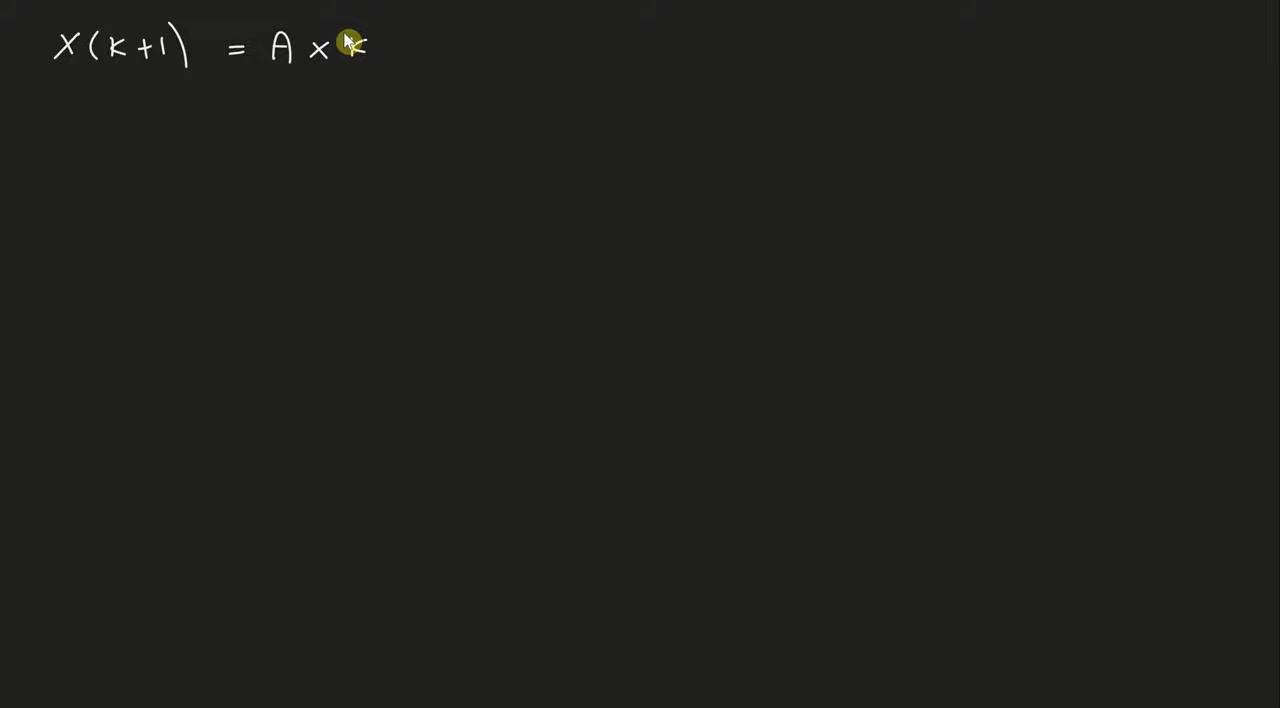 X(k+1) = A x k